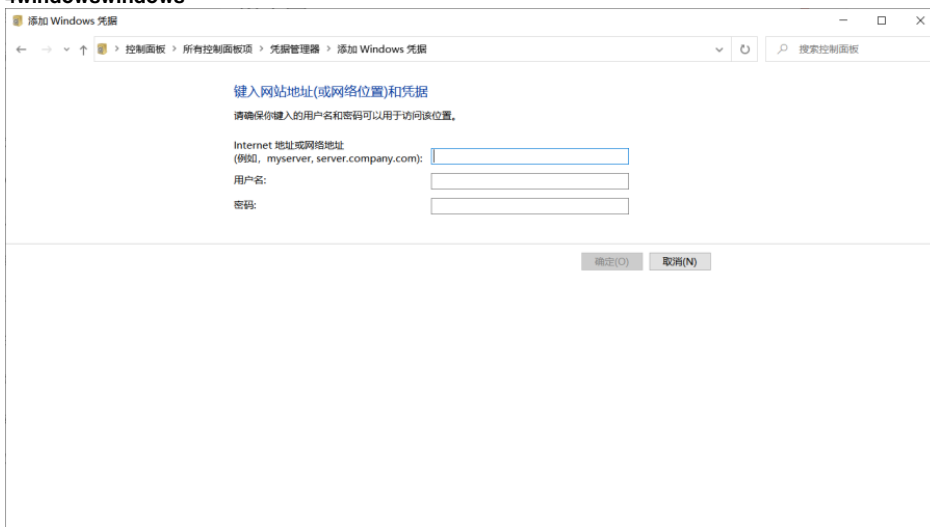 4windowswindows
添加 Windows 凭据
控制面板 > 所有控制面板项 > 凭据管理器 > 添加 Windows 凭据
搜索控制面板
键入网站地址(或网络位置)和凭据
请确保你键入的用户名和密码可以用于访问该位置。
Internet 地址或网络地址
(例如，myserver, server.company.com):
用户名:
密码:
确定(O) 取消(N)